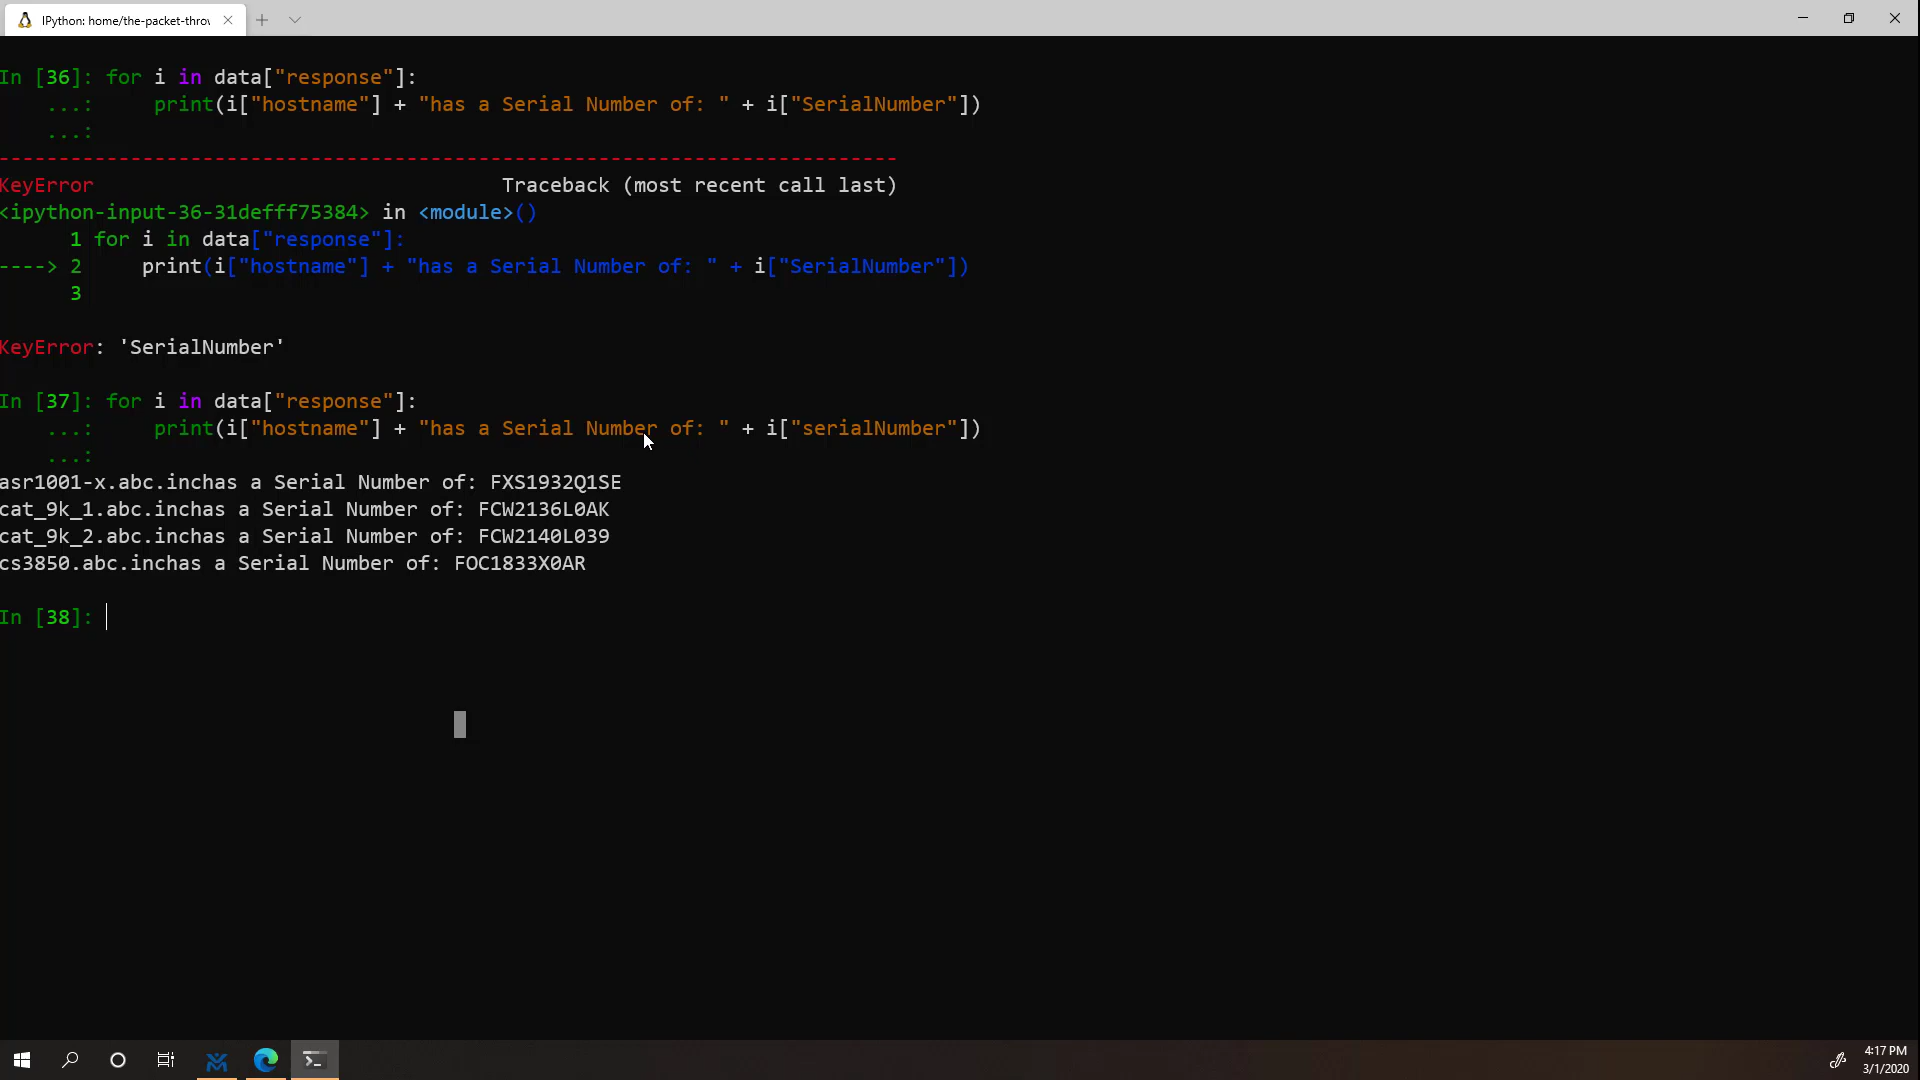 IPython: home/the-packet-throv
In [36]: for i in data["response"]:
...:     print(i["hostname"] + "has a Serial Number of: " + i["SerialNumber"])
...:
---------------------------------------------------------------------------
KeyError                                  Traceback (most recent call last)
<ipython-input-36-31defff75384> in <module>()
      1 for i in data["response"]:
----> 2     print(i["hostname"] + "has a Serial Number of: " + i["SerialNumber"])
      3
KeyError: 'SerialNumber'
In [37]: for i in data["response"]:
...:     print(i["hostname"] + "has a Serial Number of: " + i["serialNumber"])
...:
asr1001-x.abc.inchas a Serial Number of: FXS1932Q1SE
cat_9k_1.abc.inchas a Serial Number of: FCW2136L0AK
cat_9k_2.abc.inchas a Serial Number of: FCW2140L039
cs3850.abc.inchas a Serial Number of: FOC1833X0AR
In [38]:
4:17 PM
3/1/2020